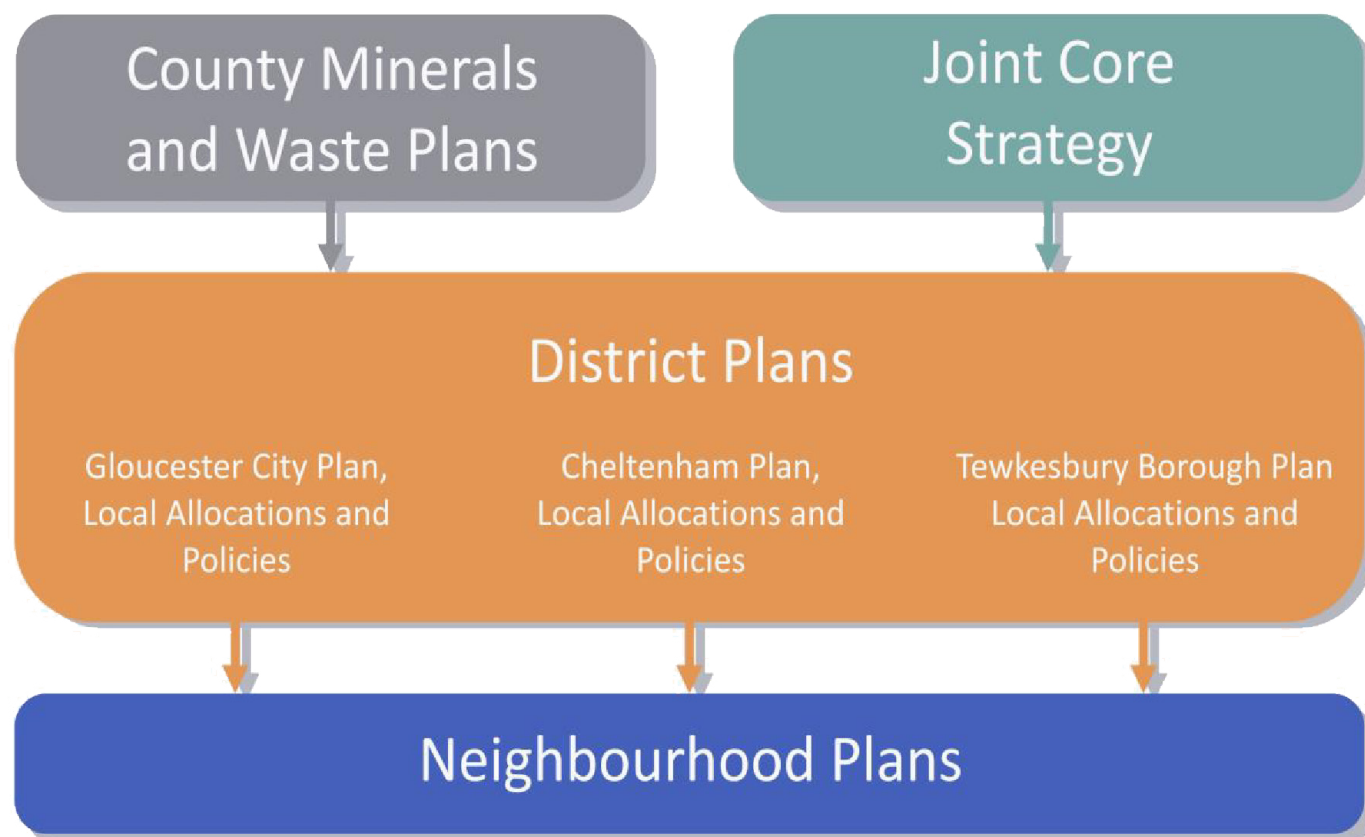 County Minerals
and Waste Plans
Joint Core
Strategy
District Plans
Gloucester City Plan,
Local Allocations and
Policies
Cheltenham Plan,
Local Allocations and
Policies
Tewkesbury Borough Plan
Local Allocations and
Policies
Neighbourhood Plans